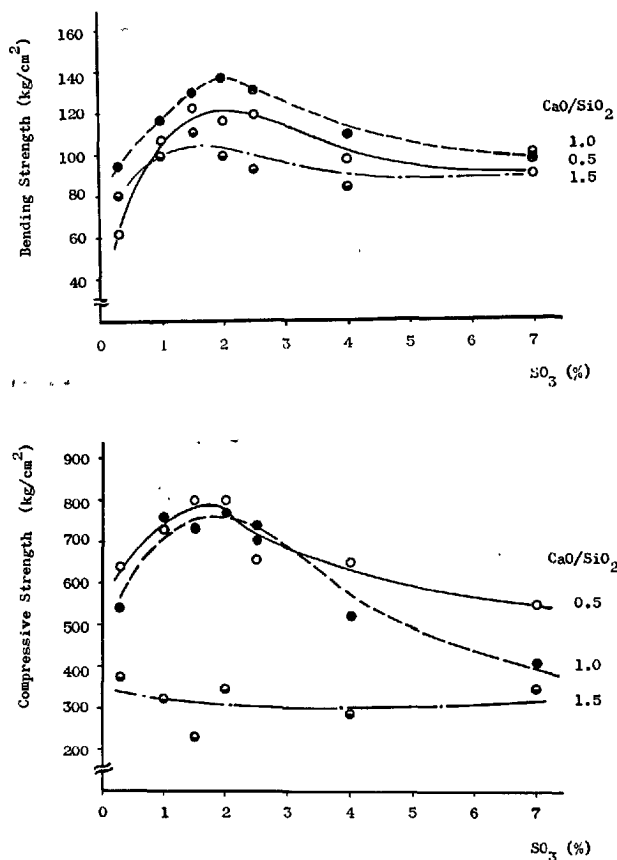 160
140
120
100
80
60
40
Bending Strength (kg/cm²)
CaO/SiO₂
1.0
0.5
1.5
0 1 2 3 4 5 6 7
SO₃ (%)
900
800
700
600
500
400
300
200
Compressive Strength (kg/cm²)
CaO/SiO₂
0.5
1.0
1.5
0 1 2 3 4 5 6 7
SO₃ (%)